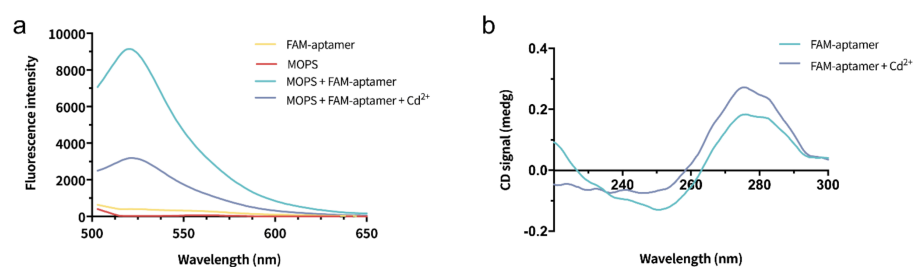 a
Fluorescence intensity
10000
8000
6000
4000
2000
0
500
550
600
650
Wavelength (nm)
FAM-aptamer
MOPS
MOPS + FAM-aptamer
MOPS + FAM-aptamer + Cd²⁺
b
CD signal (medg)
0.4
0.2
0.0
-0.2
240
260
280
300
Wavelength (nm)
FAM-aptamer
FAM-aptamer + Cd²⁺